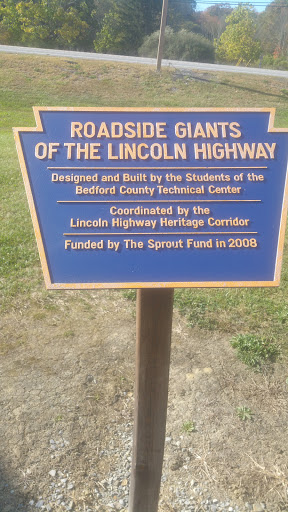 ROADSIDE GIANTS
OF THE LINCOLN HIGHWAY
Designed and Built by the Students of the
Bedford County Technical Center
Coordinated by the
Lincoln Highway Heritage Corridor
Funded by The Sprout Fund in 2008